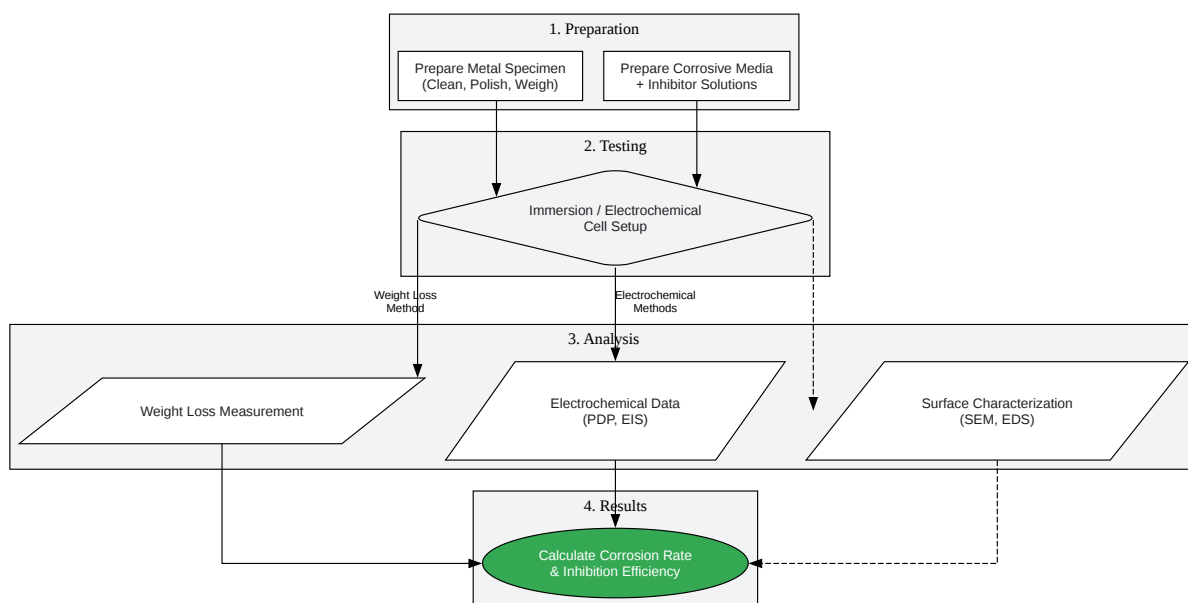 1. Preparation
Prepare Metal Specimen
(Clean, Polish, Weigh)
Prepare Corrosive Media
+ Inhibitor Solutions
2. Testing
Immersion / Electrochemical
Cell Setup
Weight Loss
Method
Electrochemical
Methods
3. Analysis
Weight Loss Measurement
Electrochemical Data
(PDP, EIS)
Surface Characterization
(SEM, EDS)
4. Results
Calculate Corrosion Rate
& Inhibition Efficiency